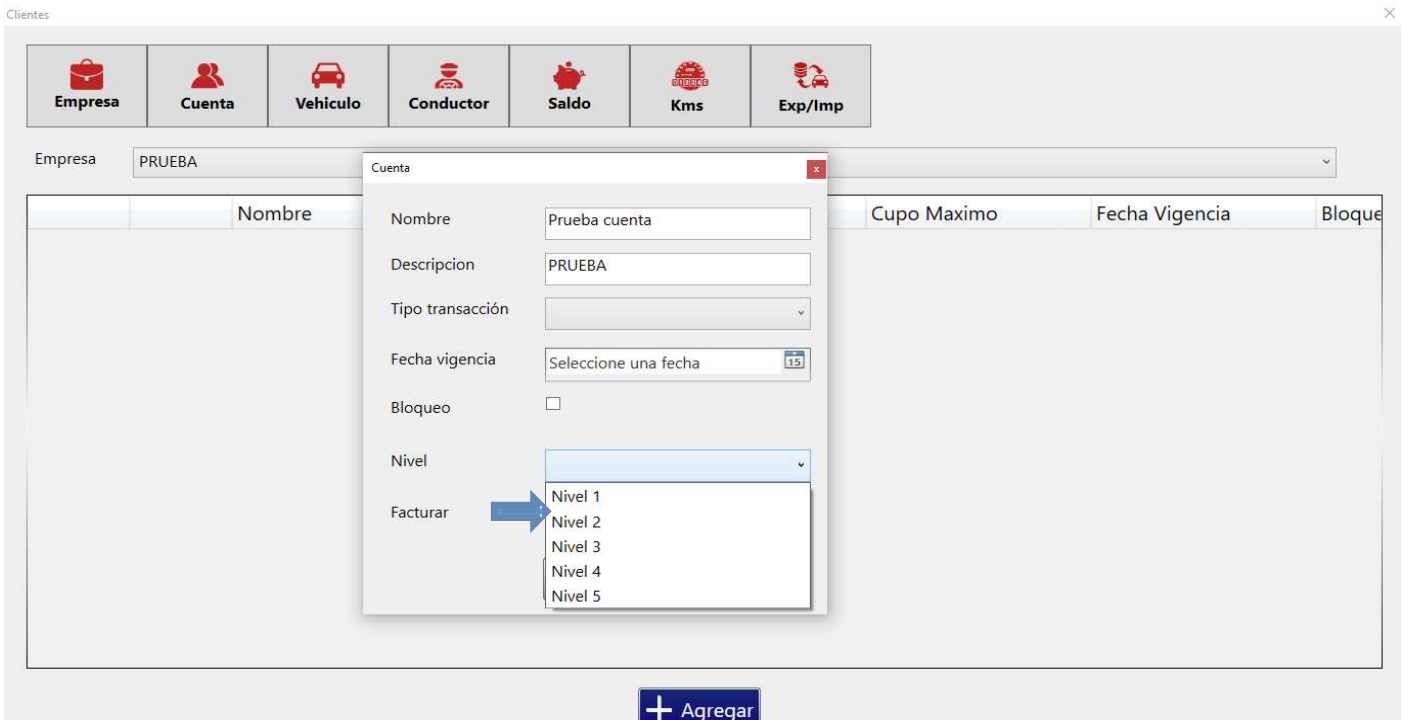 Clientes
Empresa
Cuenta
Vehiculo
Conductor
Saldo
Kms
Exp/Imp
Empresa
PRUEBA
Nombre
Cupo Maximo
Fecha Vigencia
Bloque
Cuenta
x
Nombre
Prueba cuenta
Descripcion
PRUEBA
Tipo transacción
Fecha vigencia
Seleccione una fecha
15
Bloqueo
Nivel
Facturar
Nivel 1
Nivel 2
Nivel 3
Nivel 4
Nivel 5
Agregar